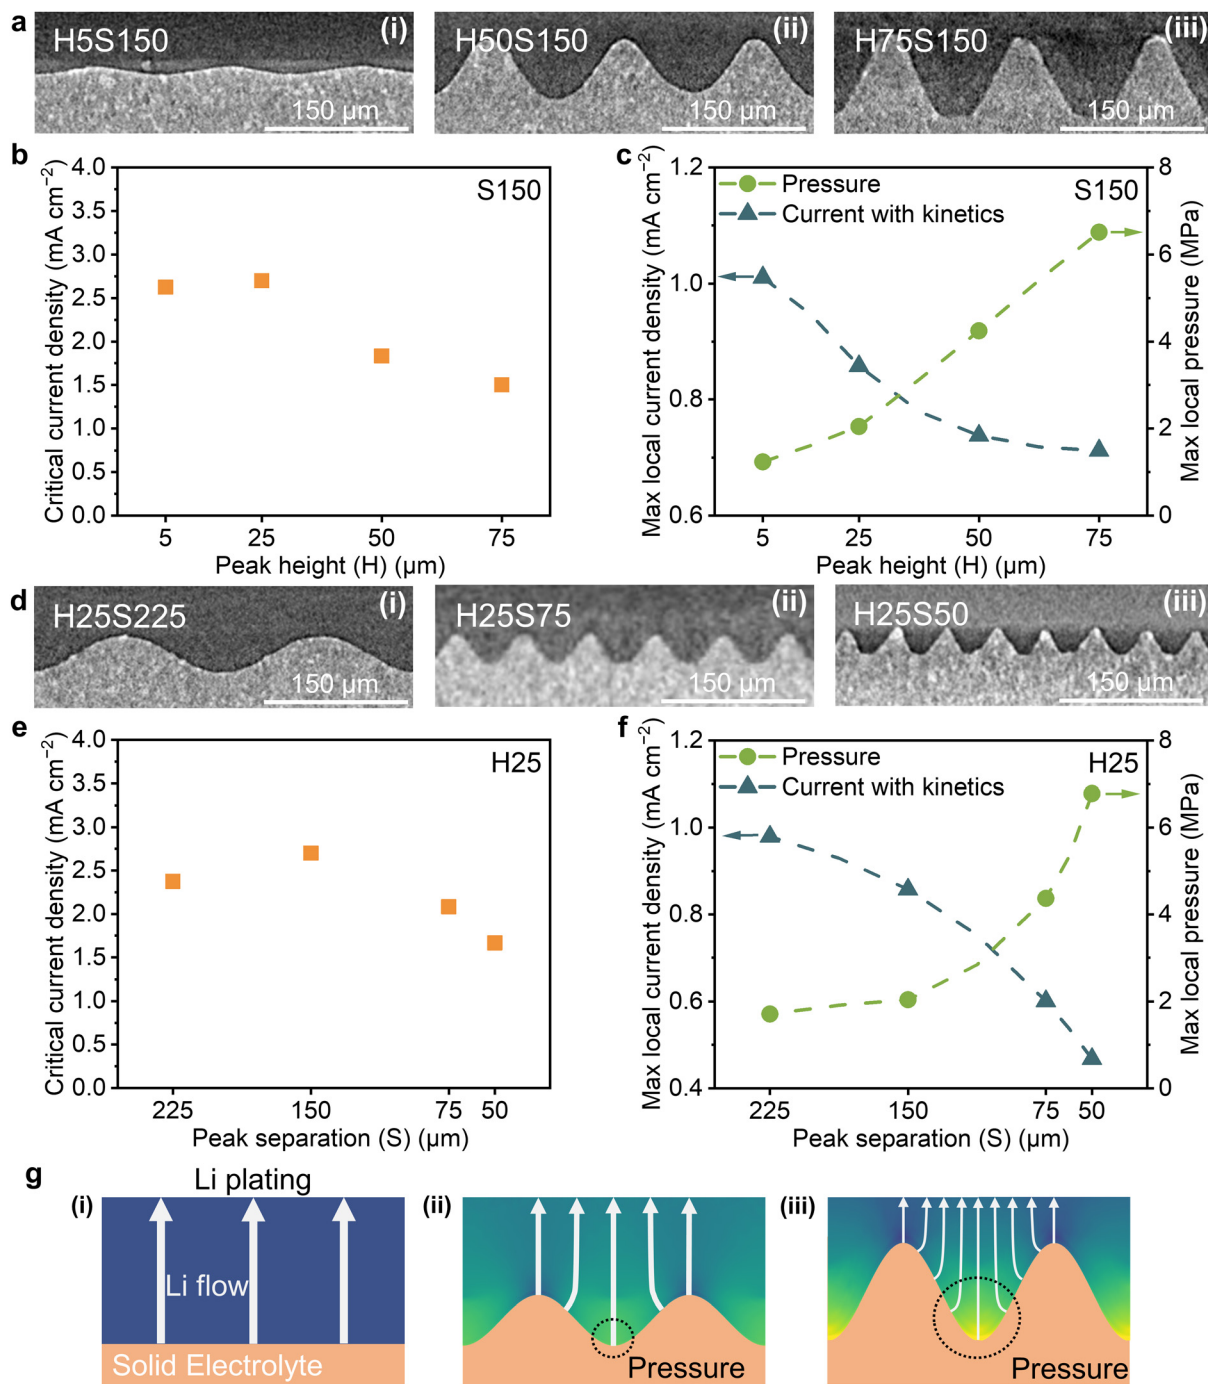 a
H5S150
(i)
150 μm
H50S150
(ii)
150 μm
H75S150
(iii)
150 μm
b
Critical current density (mA cm⁻²)
4.0
3.5
3.0
2.5
2.0
1.5
1.0
0.5
0.0
S150
5
25
50
75
Peak height (H) (μm)
c
Max local current density (mA cm⁻²)
1.2
1.0
0.8
0.6
Pressure
Current with kinetics
S150
8
6
4
2
0
Max local pressure (MPa)
5
25
50
75
Peak height (H) (μm)
d
H25S225
(i)
150 μm
H25S75
(ii)
150 μm
H25S50
(iii)
150 μm
e
Critical current density (mA cm⁻²)
4.0
3.5
3.0
2.5
2.0
1.5
1.0
0.5
0.0
H25
225
150
75
50
Peak separation (S) (μm)
f
Max local current density (mA cm⁻²)
1.2
1.0
0.8
0.6
0.4
Pressure
Current with kinetics
H25
8
6
4
2
0
Max local pressure (MPa)
225
150
75
50
Peak separation (S) (μm)
g
Li plating
(i)
Li flow
Solid Electrolyte
(ii)
Pressure
(iii)
Pressure